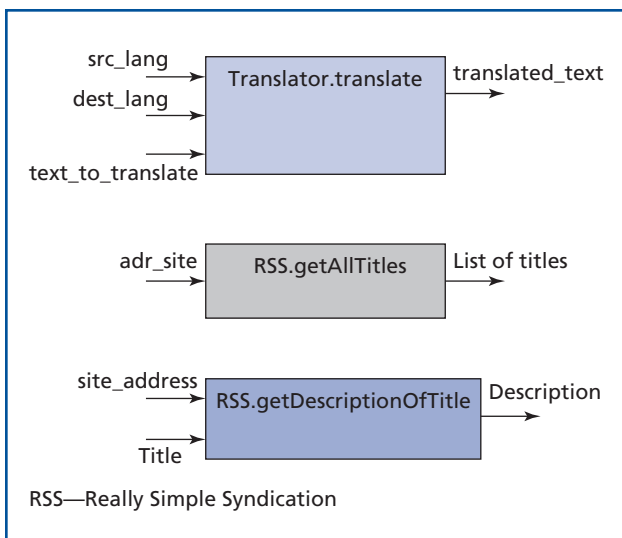 src_lang
Translator.translate
translated_text
dest_lang
text_to_translate
adr_site
RSS.getAllTitles
List of titles
site_address
RSS.getDescriptionOfTitle
Description
Title
RSS—Really Simple Syndication